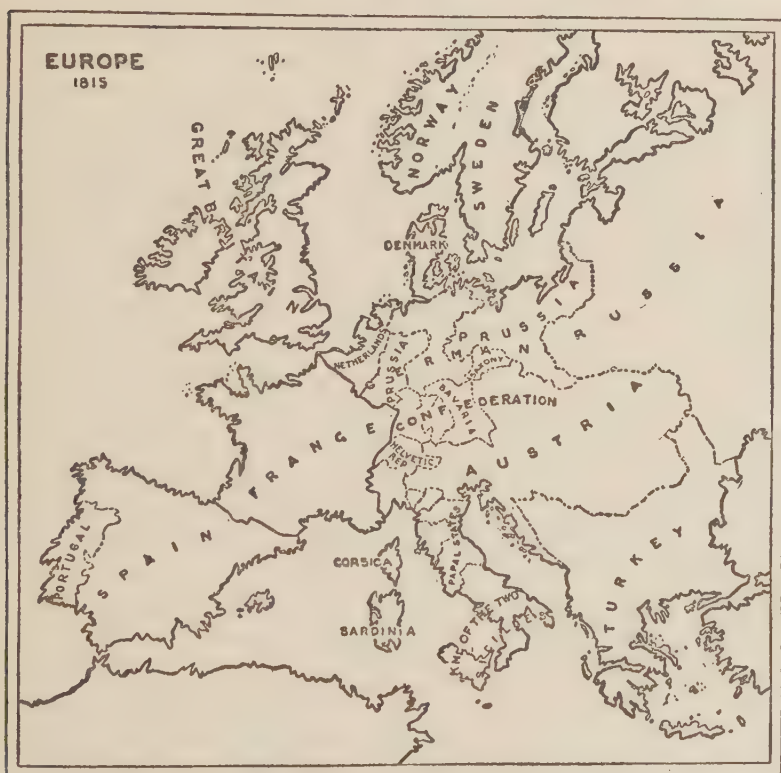 EUROPE
1815
NORWAY
SWEDEN
GREAT BRITAIN
RUSSIA
DENMARK
PRUSSIA
NETHERLANDS
PRUSSIA
GERMAN
SAXONY
BAVARIA
CONFEDERATION
FRANCE
AUSTRIA
HELVETIC
REP.
SPAIN
PORTUGAL
PAPAL STATES
CORSICA
TURKEY
SARDINIA
OF THE TWO
SICILIES